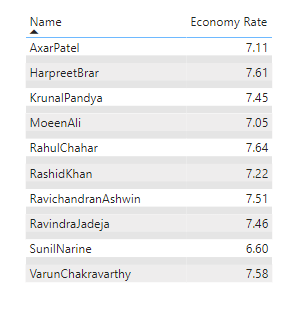 Name Economy Rate
AxarPatel 7.11
HarpreetBrar 7.61
KrunalPandya 7.45
MoeenAli 7.05
RahulChahar 7.64
RashidKhan 7.22
RavichandranAshwin 7.51
RavindraJadeja 7.46
SunilNarine 6.60
VarunChakravarthy 7.58